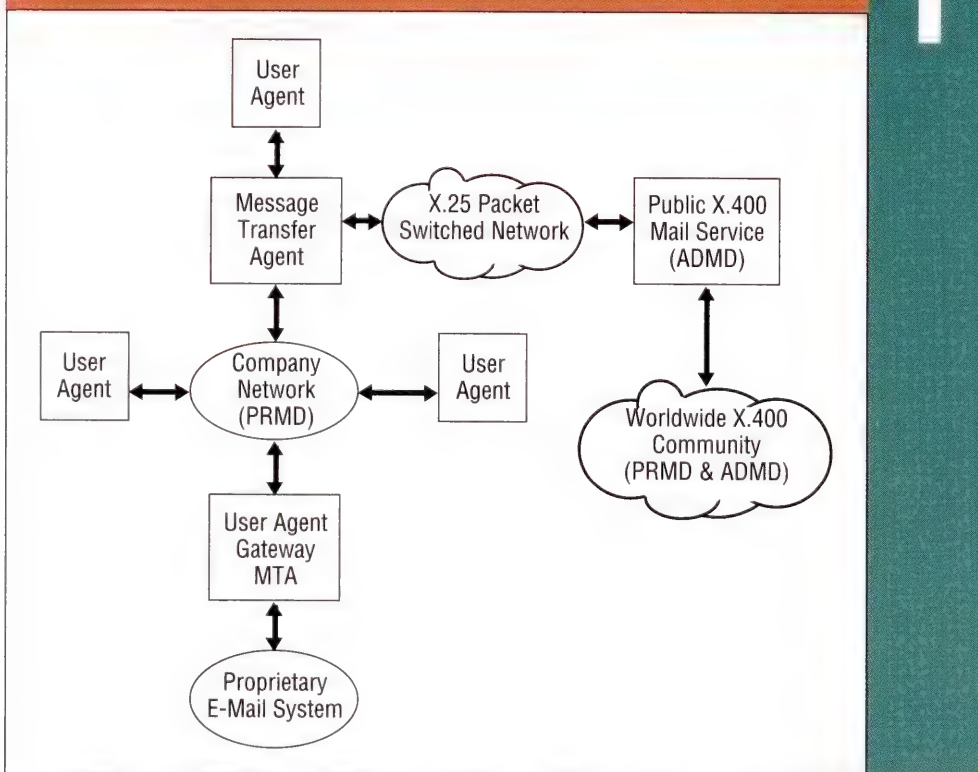 User
Agent
Message
Transfer
Agent
X.25 Packet
Switched Network
Public X.400
Mail Service
(ADMD)
User
Agent
Company
Network
(PRMD)
User
Agent
Worldwide X.400
Community
(PRMD & ADMD)
User Agent
Gateway
MTA
Proprietary
E-Mail System